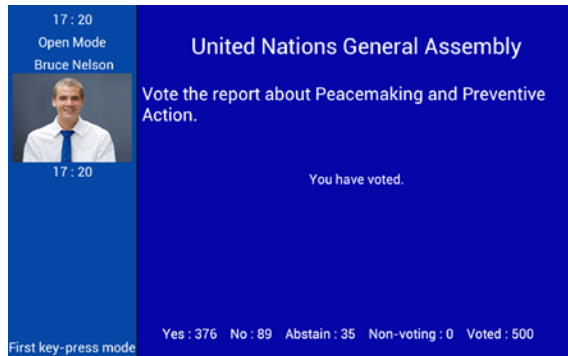 17 : 20
Open Mode
Bruce Nelson
17 : 20
First key-press mode
United Nations General Assembly
Vote the report about Peacemaking and Preventive
Action.
You have voted.
Yes : 376 No : 89 Abstain : 35 Non-voting : 0 Voted : 500